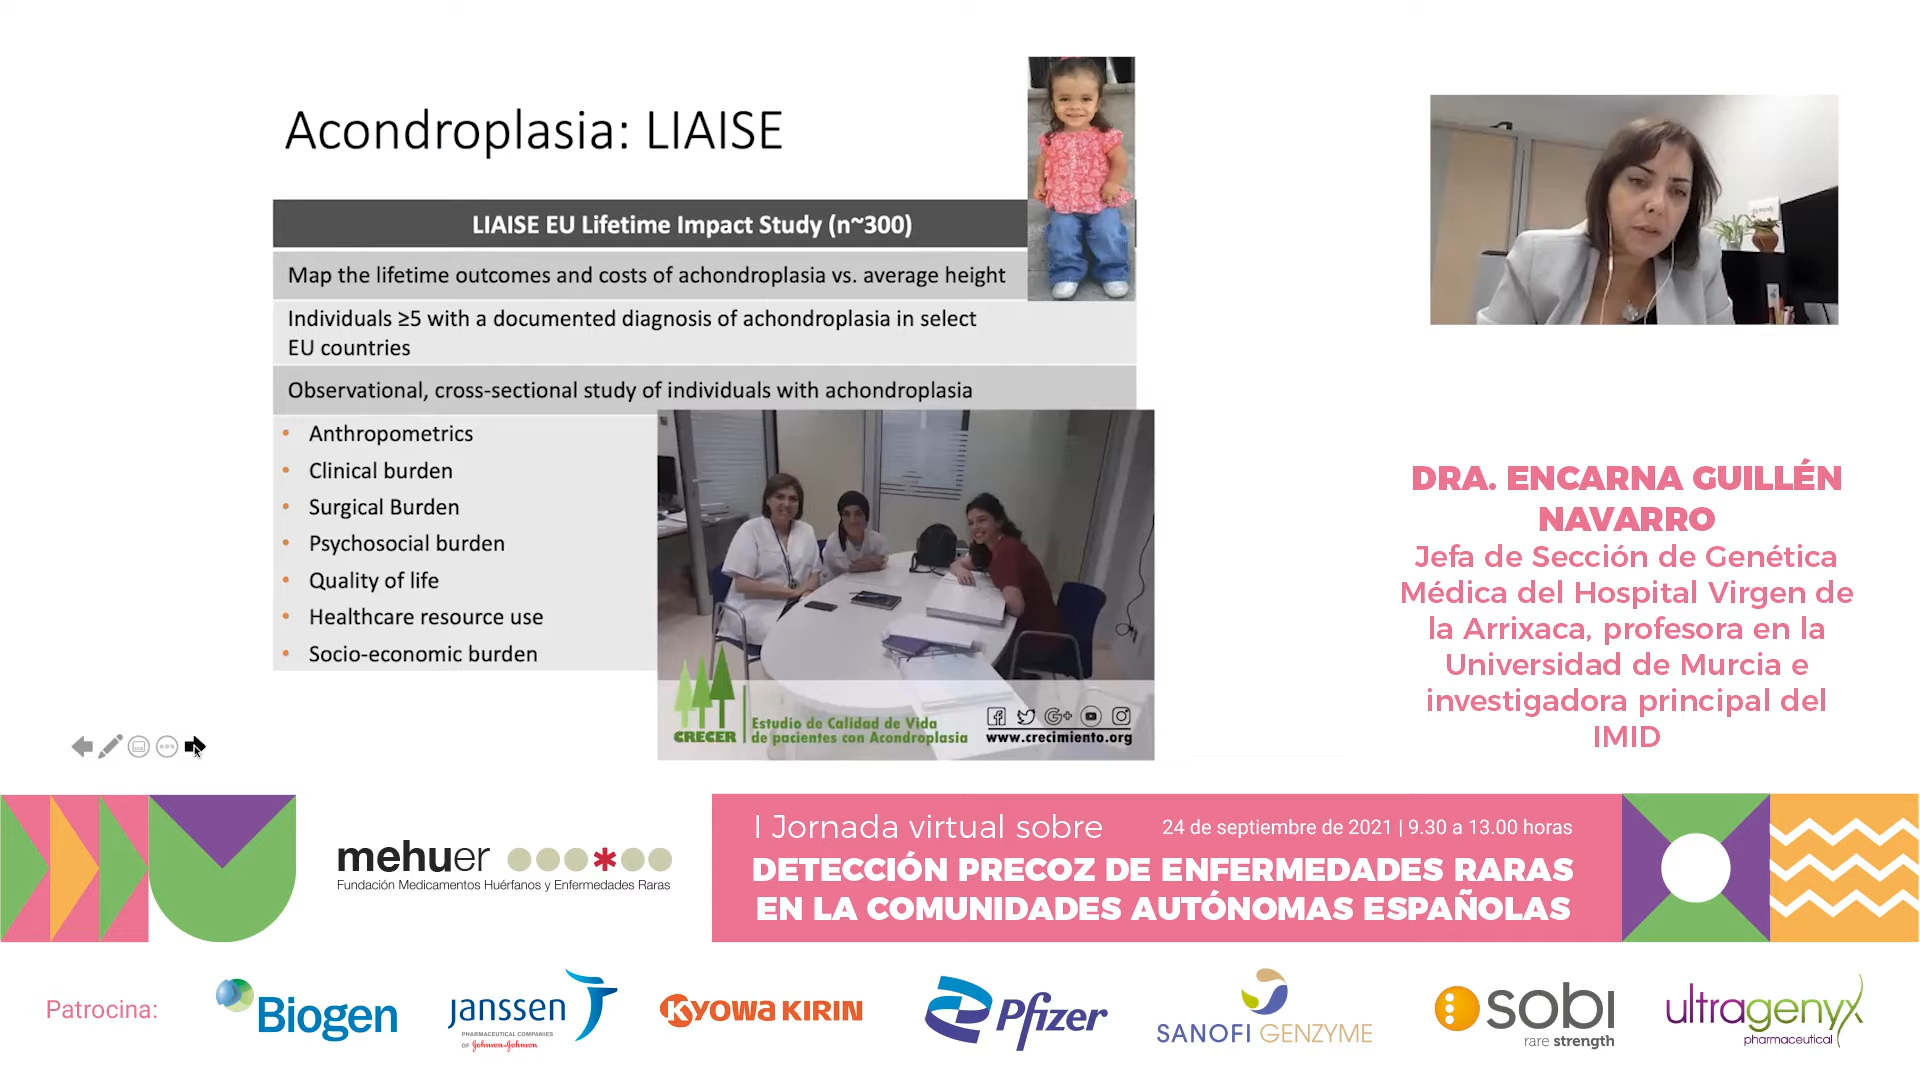 Acondroplasia: LIAISE
LIAISE EU Lifetime Impact Study (n~300)
Map the lifetime outcomes and costs of achondroplasia vs. average height
Individuals ≥5 with a documented diagnosis of achondroplasia in select
EU countries
Observational, cross-sectional study of individuals with achondroplasia
• Anthropometrics
• Clinical burden
• Surgical Burden
• Psychosocial burden
• Quality of life
• Healthcare resource use
• Socio-economic burden
CRECER
Estudio de Calidad de Vida
de pacientes con Acondroplasia
www.crecimiento.org
DRA. ENCARNA GUILLÉN
NAVARRO
Jefa de Sección de Genética
Médica del Hospital Virgen de
la Arrixaca, profesora en la
Universidad de Murcia e
investigadora principal del
IMID
mehuer
Fundación Medicamentos Huérfanos y Enfermedades Raras
I Jornada virtual sobre
24 de septiembre de 2021 | 9.30 a 13.00 horas
DETECCIÓN PRECOZ DE ENFERMEDADES RARAS
EN LA COMUNIDADES AUTÓNOMAS ESPAÑOLAS
Patrocina:
Biogen
janssen
PHARMACEUTICAL COMPANIES
OF Johnson & Johnson
KYOWA KIRIN
Pfizer
SANOFI GENZYME
sobi
rare strength
ultragenyx
pharmaceutical